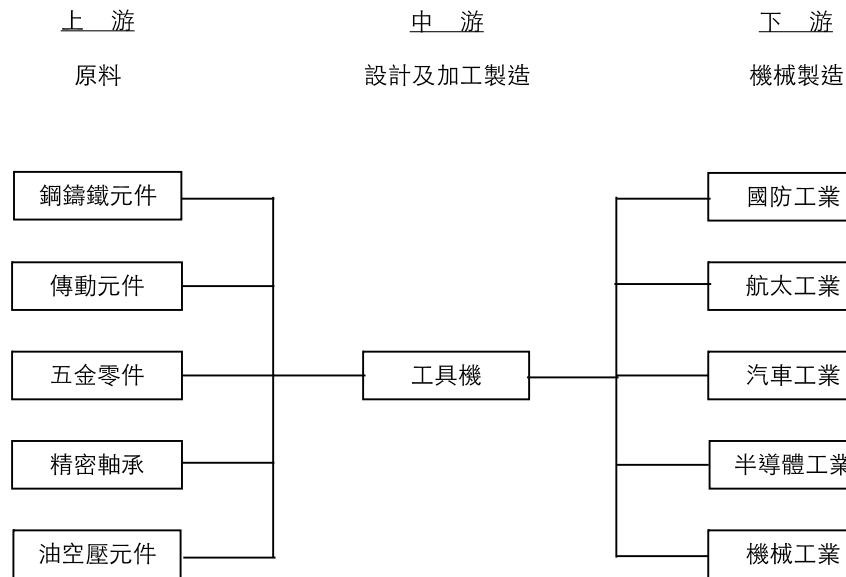 上 游
中 游
下 游
原料
設計及加工製造
機械製造
鋼鑄鐵元件
國防工業
傳動元件
航太工業
五金零件
工具機
汽車工業
精密軸承
半導體工業
油空壓元件
機械工業